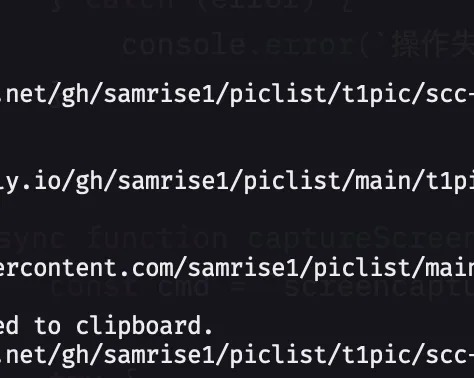 } catch (error) {
console.error(`操作失
.net/gh/samrise1/piclist/t1pic/scc-
ly.io/gh/samrise1/piclist/main/t1pi
sync function captureScreen
ercontent.com/samrise1/piclist/main
const cmd = `screencaptu
ed to clipboard.
.net/gh/samrise1/piclist/t1pic/scc-